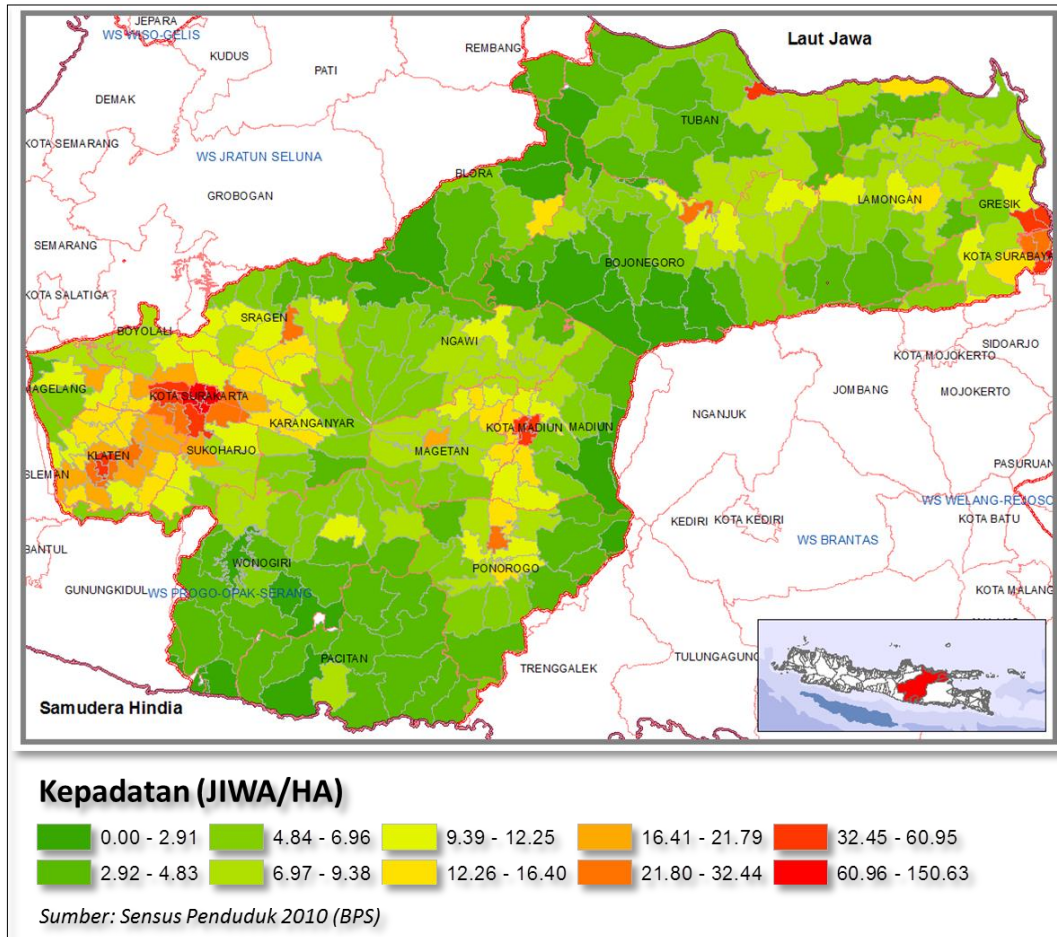 JEPARA
WS WISO-GELIS
KUDUS
REMBANG
Laut Jawa
PATI
DEMAK
TUBAN
KOTA SEMARANG
WS JRATUN SELUNA
BLORA
GROBOGAN
LAMONGAN
GRESIK
SEMARANG
KOTA SURABAYA
BOJONEGORO
KOTA SALATIGA
SRAGEN
BOYOLALI
NGAWI
SIDOARJO
KOTA MOJOKERTO
MAGELANG
KOTA SURAKARTA
JOMBANG
MOJOKERTO
NGANJUK
KARANGANYAR
KOTA MADIUN
MADIUN
KLATEN
SUKOHARJO
MAGETAN
PASURUAN
SLEMAN
WS WELANG-REJOSO
KEDIRI
KOTA KEDIRI
KOTA BATU
WS BRANTAS
BANTUL
WONOGIRI
PONOROGO
GUNUNGKIDUL
WS PROGO-OPAK-SERANG
KOTA MALANG
PACITAN
TRENGGALEK
TULUNGAGUNG
Samudera Hindia
Kepadatan (JIWA/HA)
0.00 - 2.91 4.84 - 6.96 9.39 - 12.25 16.41 - 21.79 32.45 - 60.95
2.92 - 4.83 6.97 - 9.38 12.26 - 16.40 21.80 - 32.44 60.96 - 150.63
Sumber: Sensus Penduduk 2010 (BPS)